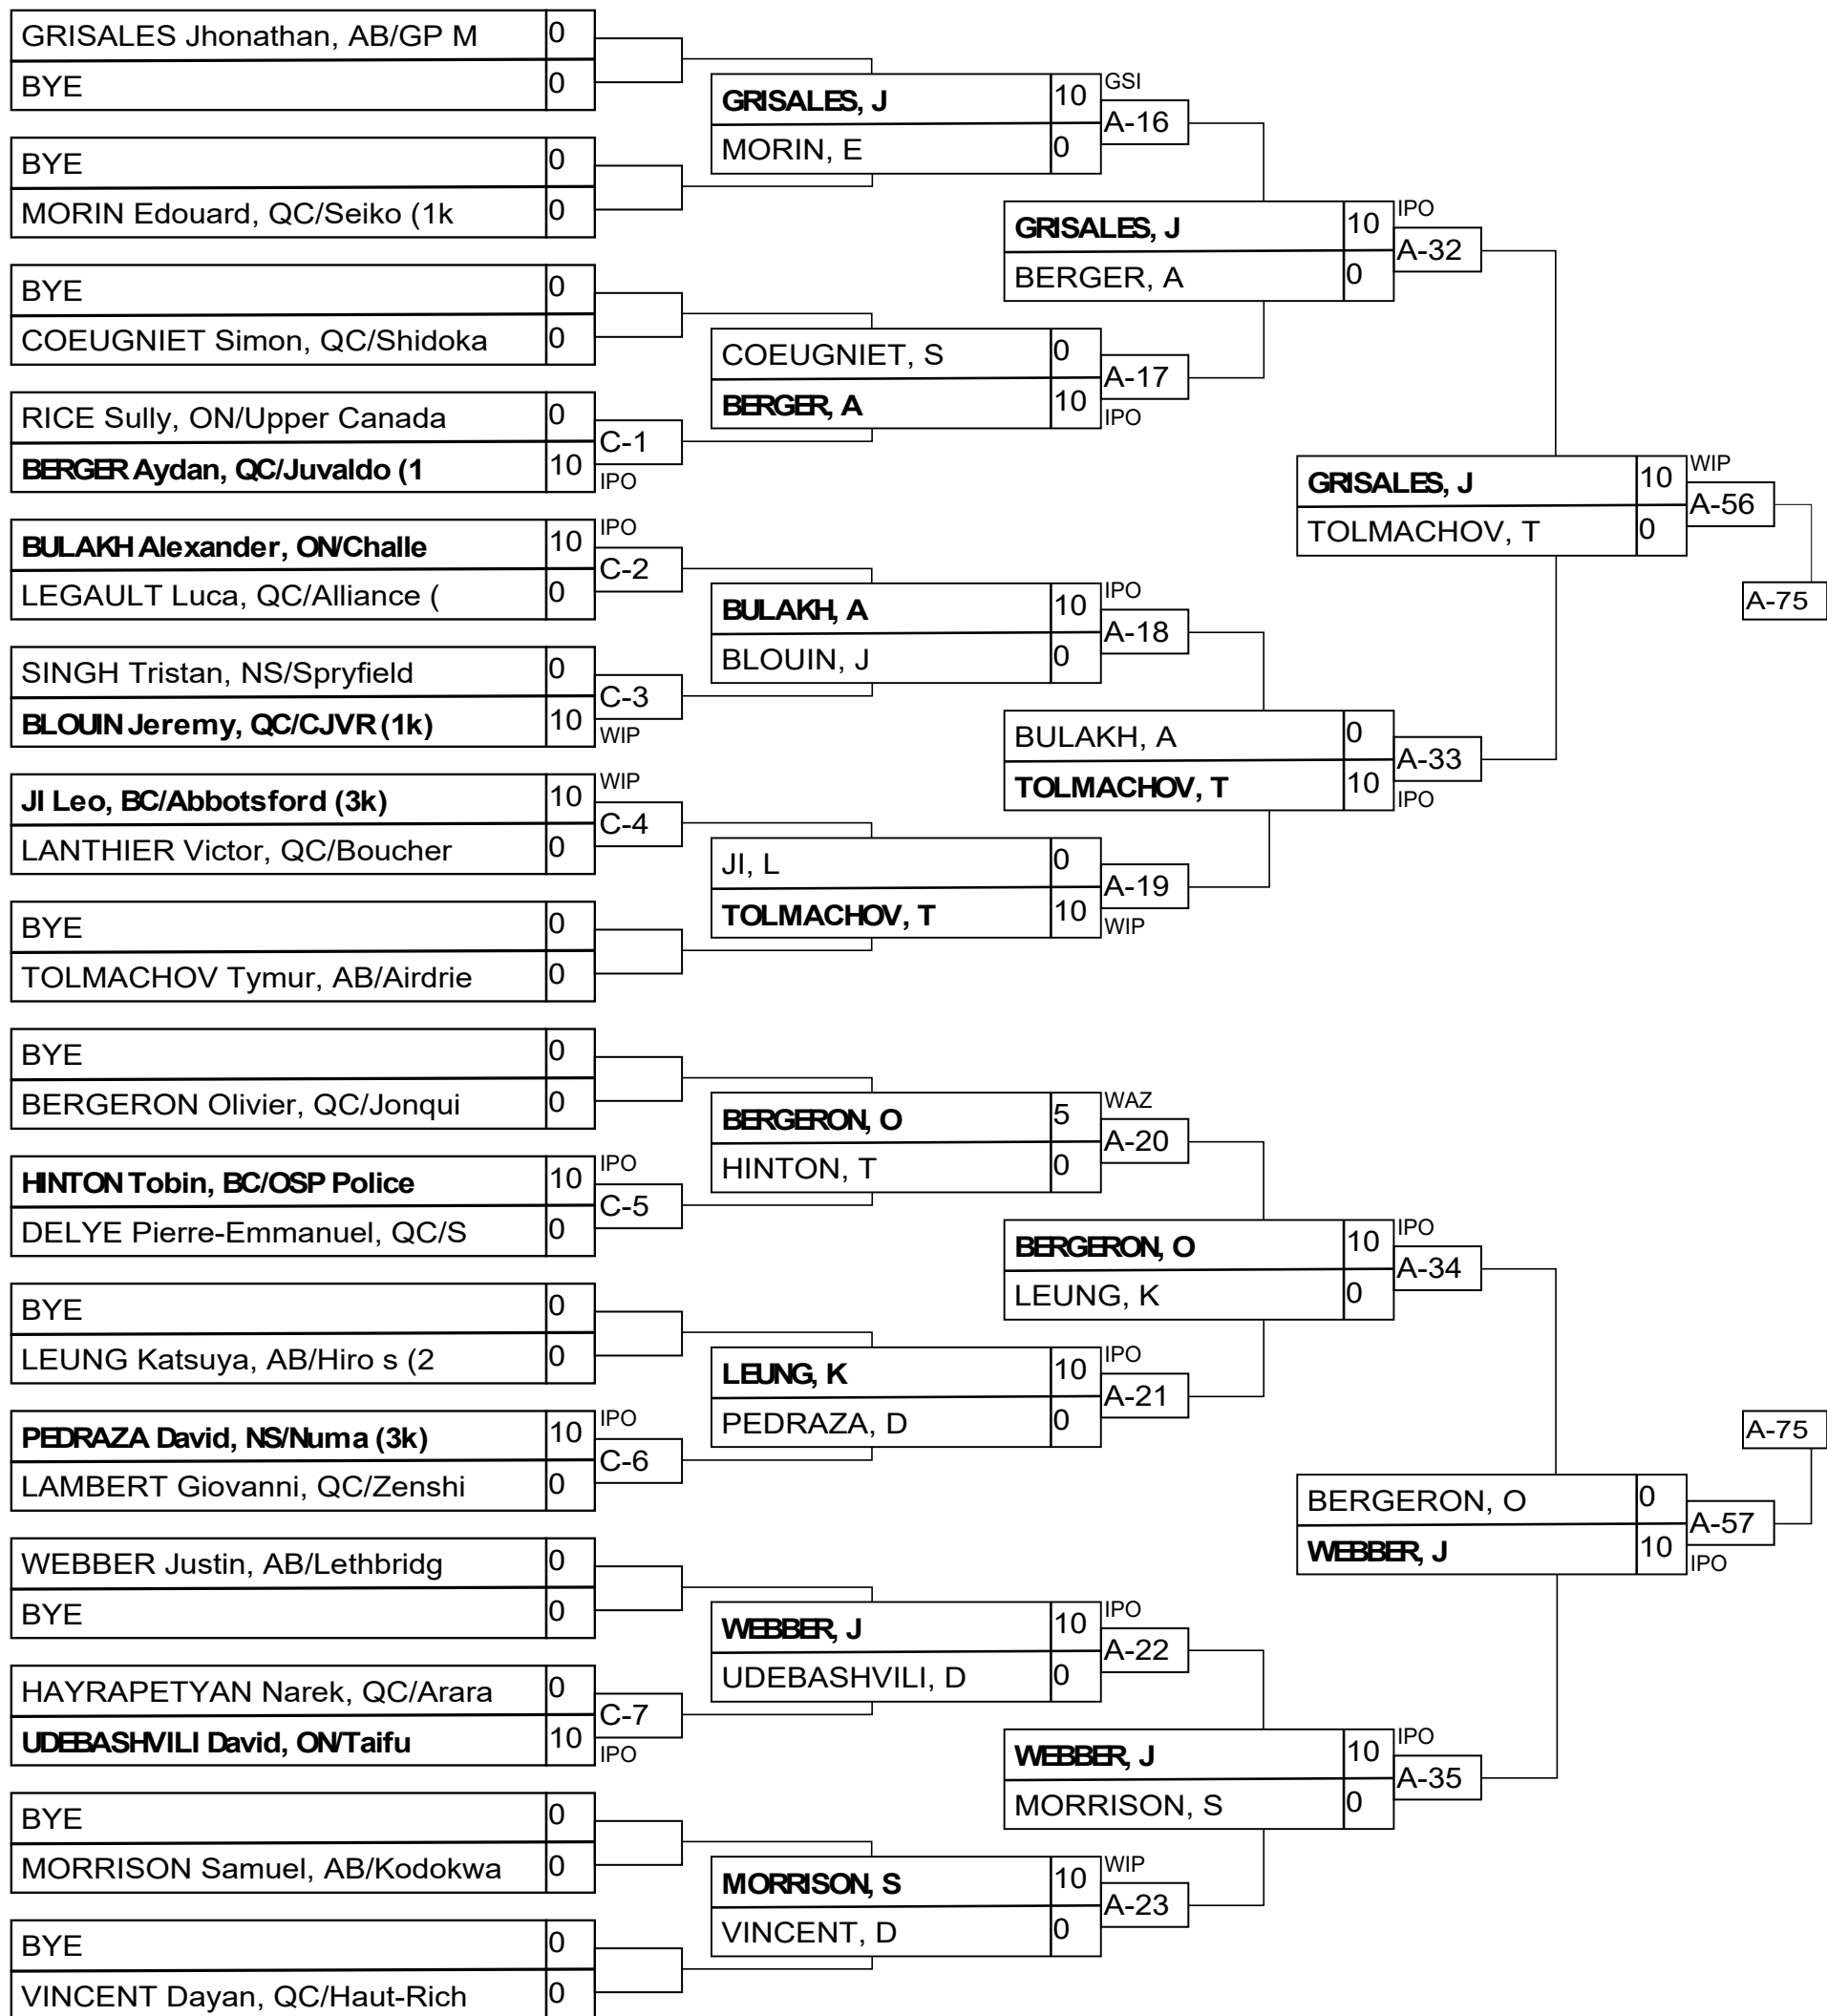 GRISALES Jhonathan, AB/GP M 0
BYE 0
BYE 0
MORIN Edouard, QC/Seiko (1k 0
BYE 0
COEUGNIET Simon, QC/Shidoka 0
RICE Sully, ON/Upper Canada 0
C-1
BERGER Aydan, QC/Juvaldo (1 10
IPO
BULAKH Alexander, ON/Challe 10 IPO
C-2
LEGAULT Luca, QC/Alliance ( 0
SINGH Tristan, NS/Spryfield 0
C-3
BLOUIN Jeremy, QC/CJVR (1k) 10
WIP
JI Leo, BC/Abbotsford (3k) 10 WIP
C-4
LANTHIER Victor, QC/Boucher 0
BYE 0
TOLMACHOV Tymur, AB/Airdrie 0
BYE 0
BERGERON Olivier, QC/Jonqui 0
HINTON Tobin, BC/OSP Police 10 IPO
C-5
DELYE Pierre-Emmanuel, QC/S 0
BYE 0
LEUNG Katsuya, AB/Hiro s (2 0
PEDRAZA David, NS/Numa (3k) 10 IPO
C-6
LAMBERT Giovanni, QC/Zenshi 0
WEBBER Justin, AB/Lethbridg 0
BYE 0
HAYRAPETYAN Narek, QC/Arara 0
C-7
UDEBASHVILI David, ON/Taifu 10
IPO
BYE 0
MORRISON Samuel, AB/Kodokwa 0
BYE 0
VINCENT Dayan, QC/Haut-Rich 0
GRISALES, J 10 GSI
A-16
MORIN, E 0
COEUGNIET, S 0
A-17
BERGER, A 10
IPO
BULAKH, A 10 IPO
A-18
BLOUIN, J 0
JI, L 0
A-19
TOLMACHOV, T 10
WIP
BERGERON, O 5 WAZ
A-20
HINTON, T 0
LEUNG, K 10 IPO
A-21
PEDRAZA, D 0
WEBBER, J 10 IPO
A-22
UDEBASHVILI, D 0
MORRISON, S 10 WIP
A-23
VINCENT, D 0
GRISALES, J 10 IPO
A-32
BERGER, A 0
BULAKH, A 0
A-33
TOLMACHOV, T 10
IPO
BERGERON, O 10 IPO
A-34
LEUNG, K 0
WEBBER, J 10 IPO
A-35
MORRISON, S 0
GRISALES, J 10 WIP
A-56
TOLMACHOV, T 0
A-75
A-75
BERGERON, O 0
A-57
WEBBER, J 10
IPO